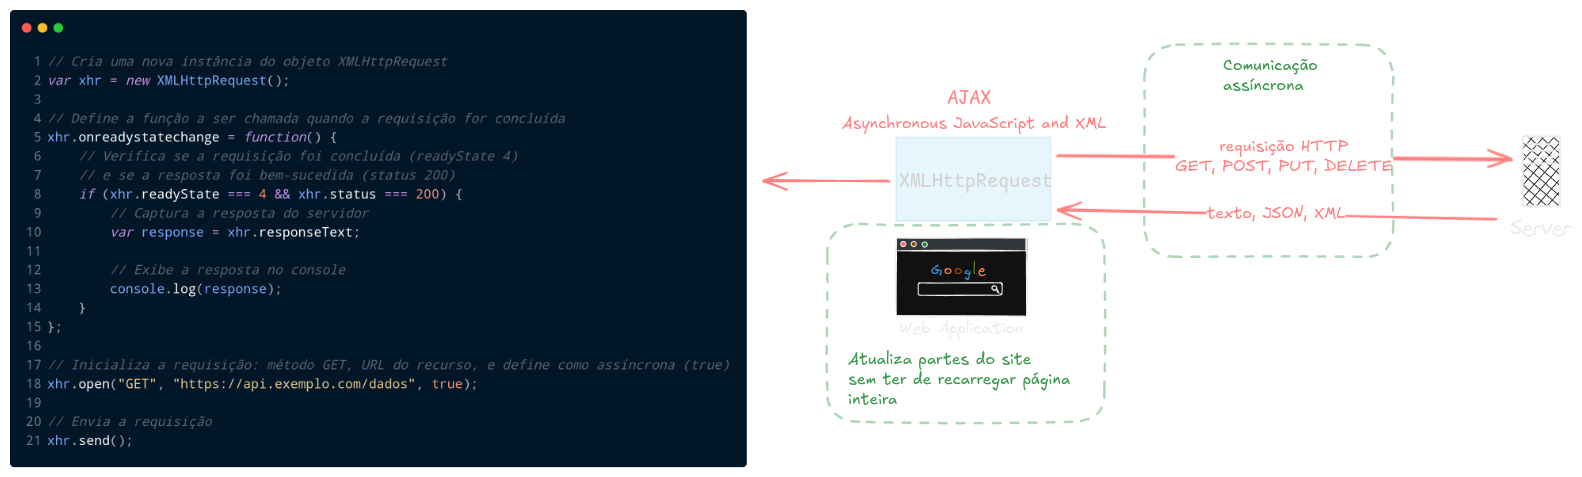 1 // Cria uma nova instância do objeto XMLHttpRequest
2 var xhr = new XMLHttpRequest();
3
4 // Define a função a ser chamada quando a requisição for concluída
5 xhr.onreadystatechange = function() {
6 // Verifica se a requisição foi concluída (readyState 4)
7 // e se a resposta foi bem-sucedida (status 200)
8 if (xhr.readyState === 4 && xhr.status === 200) {
9 // Captura a resposta do servidor
10 var response = xhr.responseText;
11
12 // Exibe a resposta no console
13 console.log(response);
14 }
15 };
16
17 // Inicializa a requisição: método GET, URL do recurso, e define como assíncrona (true)
18 xhr.open("GET", "https://api.exemplo.com/dados", true);
19
20 // Envia a requisição
21 xhr.send();
AJAX
Asynchronous JavaScript and XML
XMLHttpRequest
Google
Web Application
Atualiza partes do site
sem ter de recarregar página
inteira
Comunicação
assíncrona
requisição HTTP
GET, POST, PUT, DELETE
texto, JSON, XML
Server